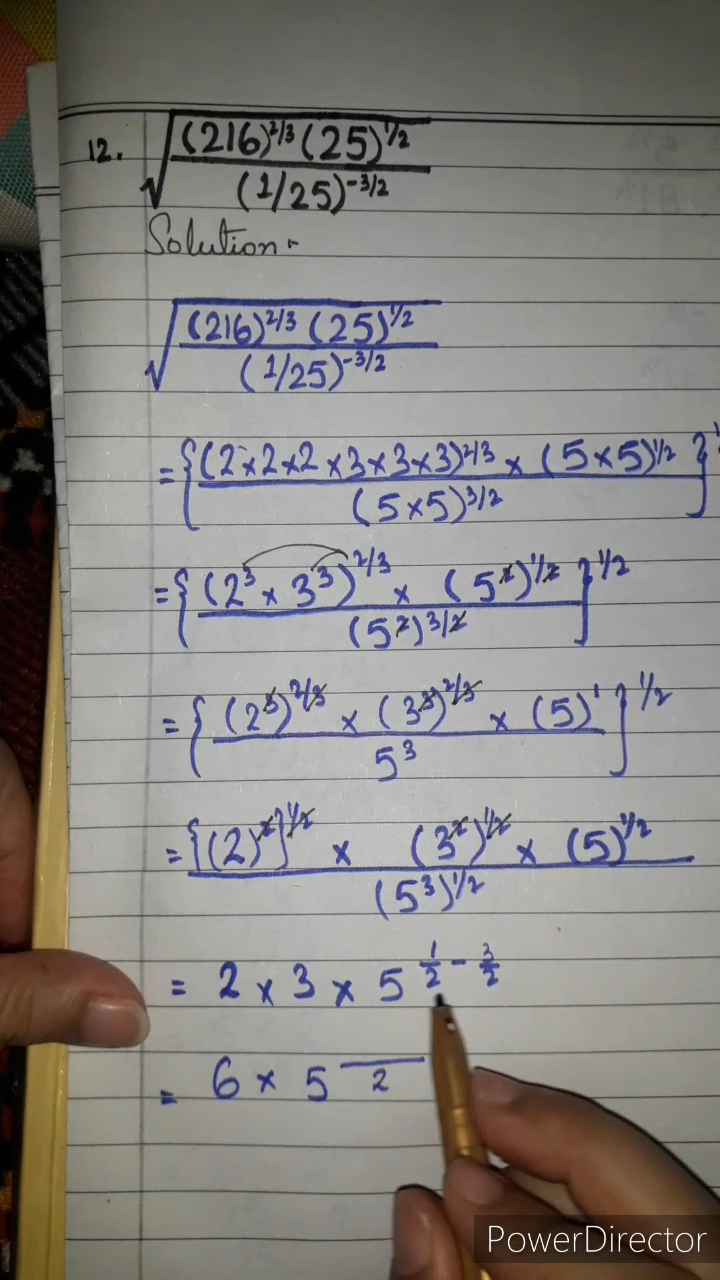 12. √((216)^2/3 (25)^1/2 / (1/25)^-3/2)
Solution:-
√((216)^2/3 (25)^1/2 / (1/25)^-3/2)
= {(2×2×2×3×3×3)^2/3 × (5×5)^1/2 / (5×5)^3/2}
= {(2^3 × 3^3)^2/3 × (5^2)^1/2 / (5^2)^3/2}^1/2
= {(2^3)^2/3 × (3^3)^2/3 × (5)^1 / 5^3}^1/2
= {(2)^2}^1/2 × (3^2)^1/2 × (5)^1/2 / (5^3)^1/2
= 2 × 3 × 5^(1/2 - 3/2)
= 6 × 5 —/2
PowerDirector